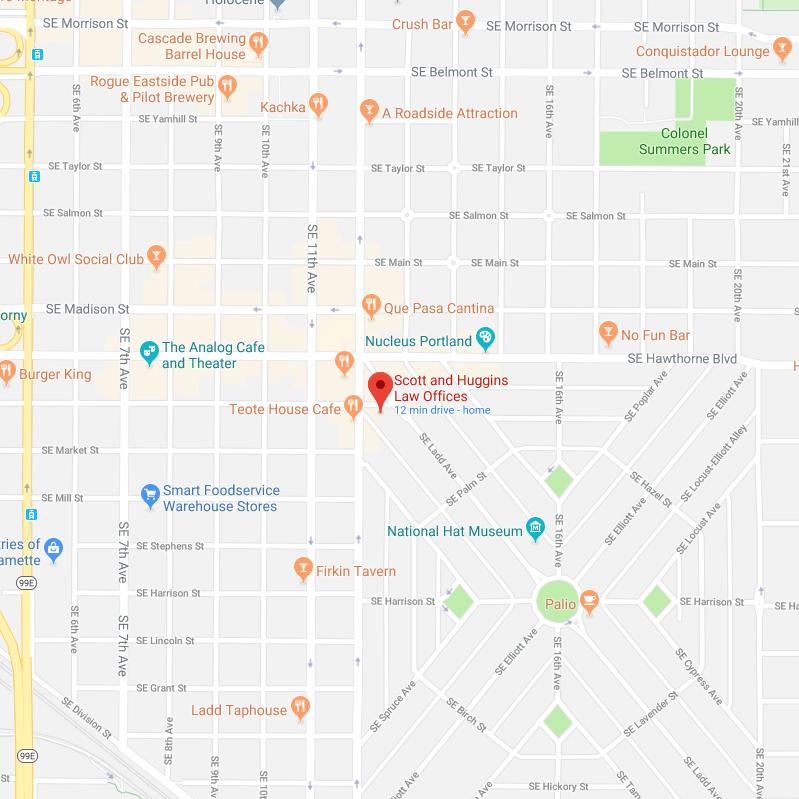 Holocene
SE Morrison St
Crush Bar
SE Morrison St
SE Morrison St
Cascade Brewing
Barrel House
Conquistador Lounge
SE Belmont St
SE Belmont St
Rogue Eastside Pub
& Pilot Brewery
Kachka
A Roadside Attraction
SE 6th Ave
SE 16th Ave
SE 20th Ave
SE Yamhill St
SE Yamhill
SE 9th Ave
SE 10th Ave
Colonel
Summers Park
SE 21st Ave
SE Taylor St
SE Taylor St
SE Taylor St
SE Salmon St
SE Salmon St
SE Salmon St
SE 11th Ave
White Owl Social Club
SE Main St
SE Main St
SE Main St
SE 20th Ave
SE Madison St
Que Pasa Cantina
orny
SE 7th Ave
The Analog Cafe
and Theater
Nucleus Portland
No Fun Bar
SE Hawthorne Blvd
H
Burger King
Scott and Huggins
Law Offices
12 min drive - home
SE 16th Ave
SE Poplar Ave
SE Elliott Ave
Teote House Cafe
SE Ladd Ave
SE Locust-Elliott Alley
SE Market St
SE Palm St
SE Hazel St
SE Mill St
Smart Foodservice
Warehouse Stores
National Hat Museum
SE 16th Ave
SE Elliott Ave
SE Locust Ave
SE 7th Ave
tries of
amette
SE Stephens St
Firkin Tavern
99E
SE Harrison St
SE Harrison St
Palio
SE Harrison St
SE Ha
SE 6th Ave
SE 7th Ave
SE Lincoln St
SE Elliott Ave
SE 16th Ave
SE Cypress Ave
SE Grant St
SE Division St
Ladd Taphouse
SE Spruce Ave
SE Birch St
SE Lavender St
99E
SE 8th Ave
SE 9th Ave
SE 10th
SE 20th Ave
St
SE Hickory St
lliott Ave
SE Tam
SE Ladd Av